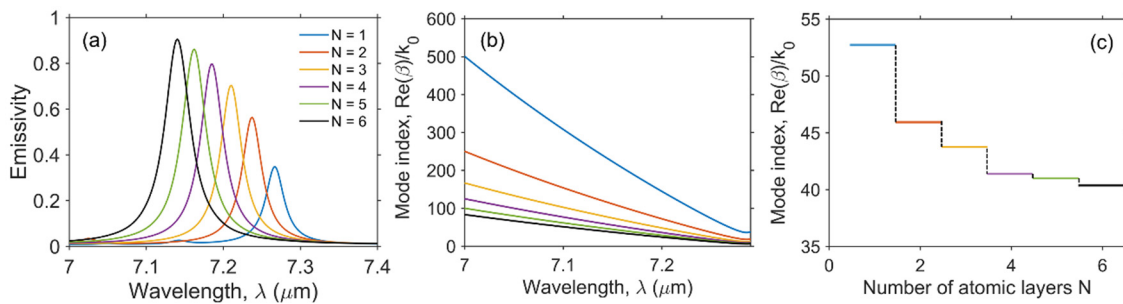 (a)
N = 1
N = 2
N = 3
N = 4
N = 5
N = 6
1
0.8
0.6
0.4
0.2
0
Emissivity
7
7.1
7.2
7.3
7.4
Wavelength, λ (μm)
(b)
600
500
400
300
200
100
0
Mode index, Re(β)/k₀
7
7.1
7.2
Wavelength, λ (μm)
(c)
55
50
45
40
35
Mode index, Re(β)/k₀
0
2
4
6
Number of atomic layers N